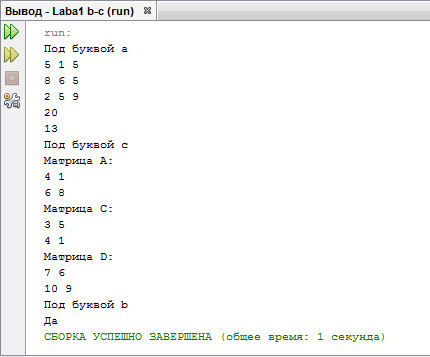 Вывод - Laba1 b-c (run)
run:
Под буквой a
5 1 5
8 6 5
2 5 9
20
13
Под буквой c
Матрица A:
4 1
6 8
Матрица C:
3 5
4 1
Матрица D:
7 6
10 9
Под буквой b
Да
СБОРКА УСПЕШНО ЗАВЕРШЕНА (общее время: 1 секунда)